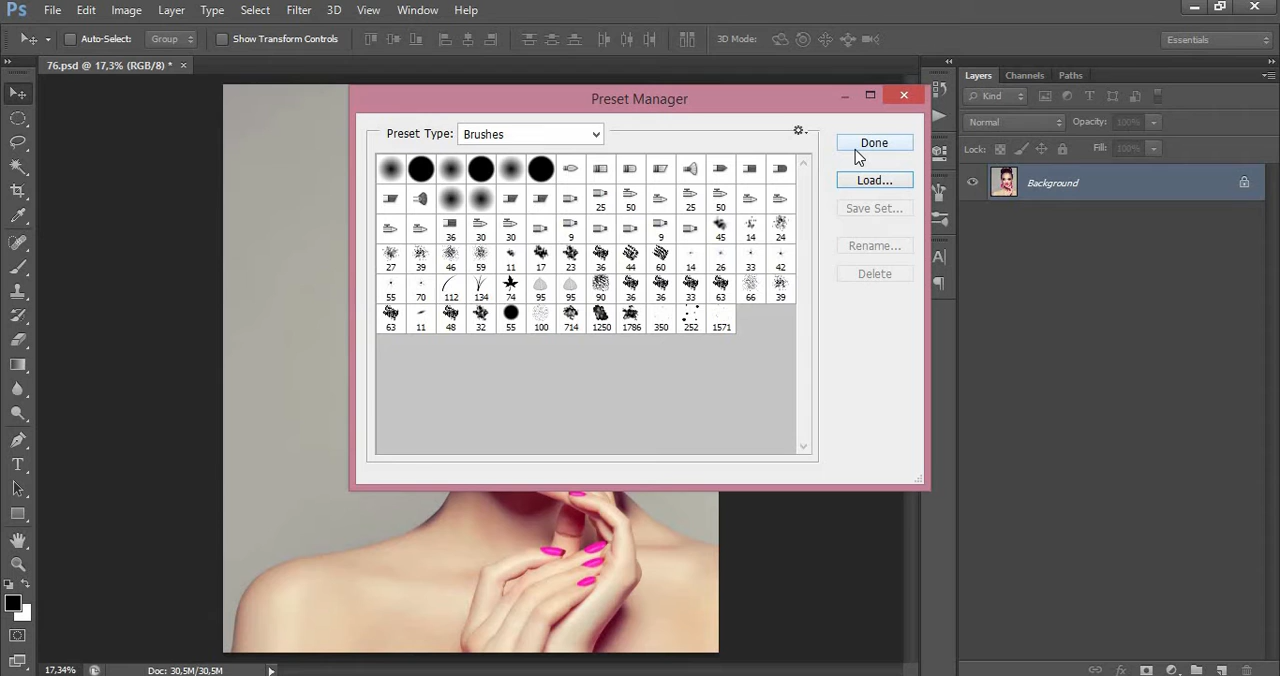 Ps File Edit Image Layer Type Select Filter 3D View Window Help
Auto-Select: Group Show Transform Controls 3D Mode: Essentials
76.psd @ 17,3% (RGB/8) * ×
Preset Manager
Preset Type: Brushes
Done
Load...
Save Set...
Rename...
Delete
25 50 25 50
36 30 30 9 9 45 14 24
27 39 46 59 11 17 23 36 44 60 14 26 33 42
55 70 112 134 74 95 95 90 36 36 33 63 66 39
63 11 48 32 55 100 714 1250 1786 350 252 1571
Layers Channels Paths
Kind
Normal Opacity: 100%
Lock: Fill: 100%
Background
17,34% Doc: 30,5M/30,5M